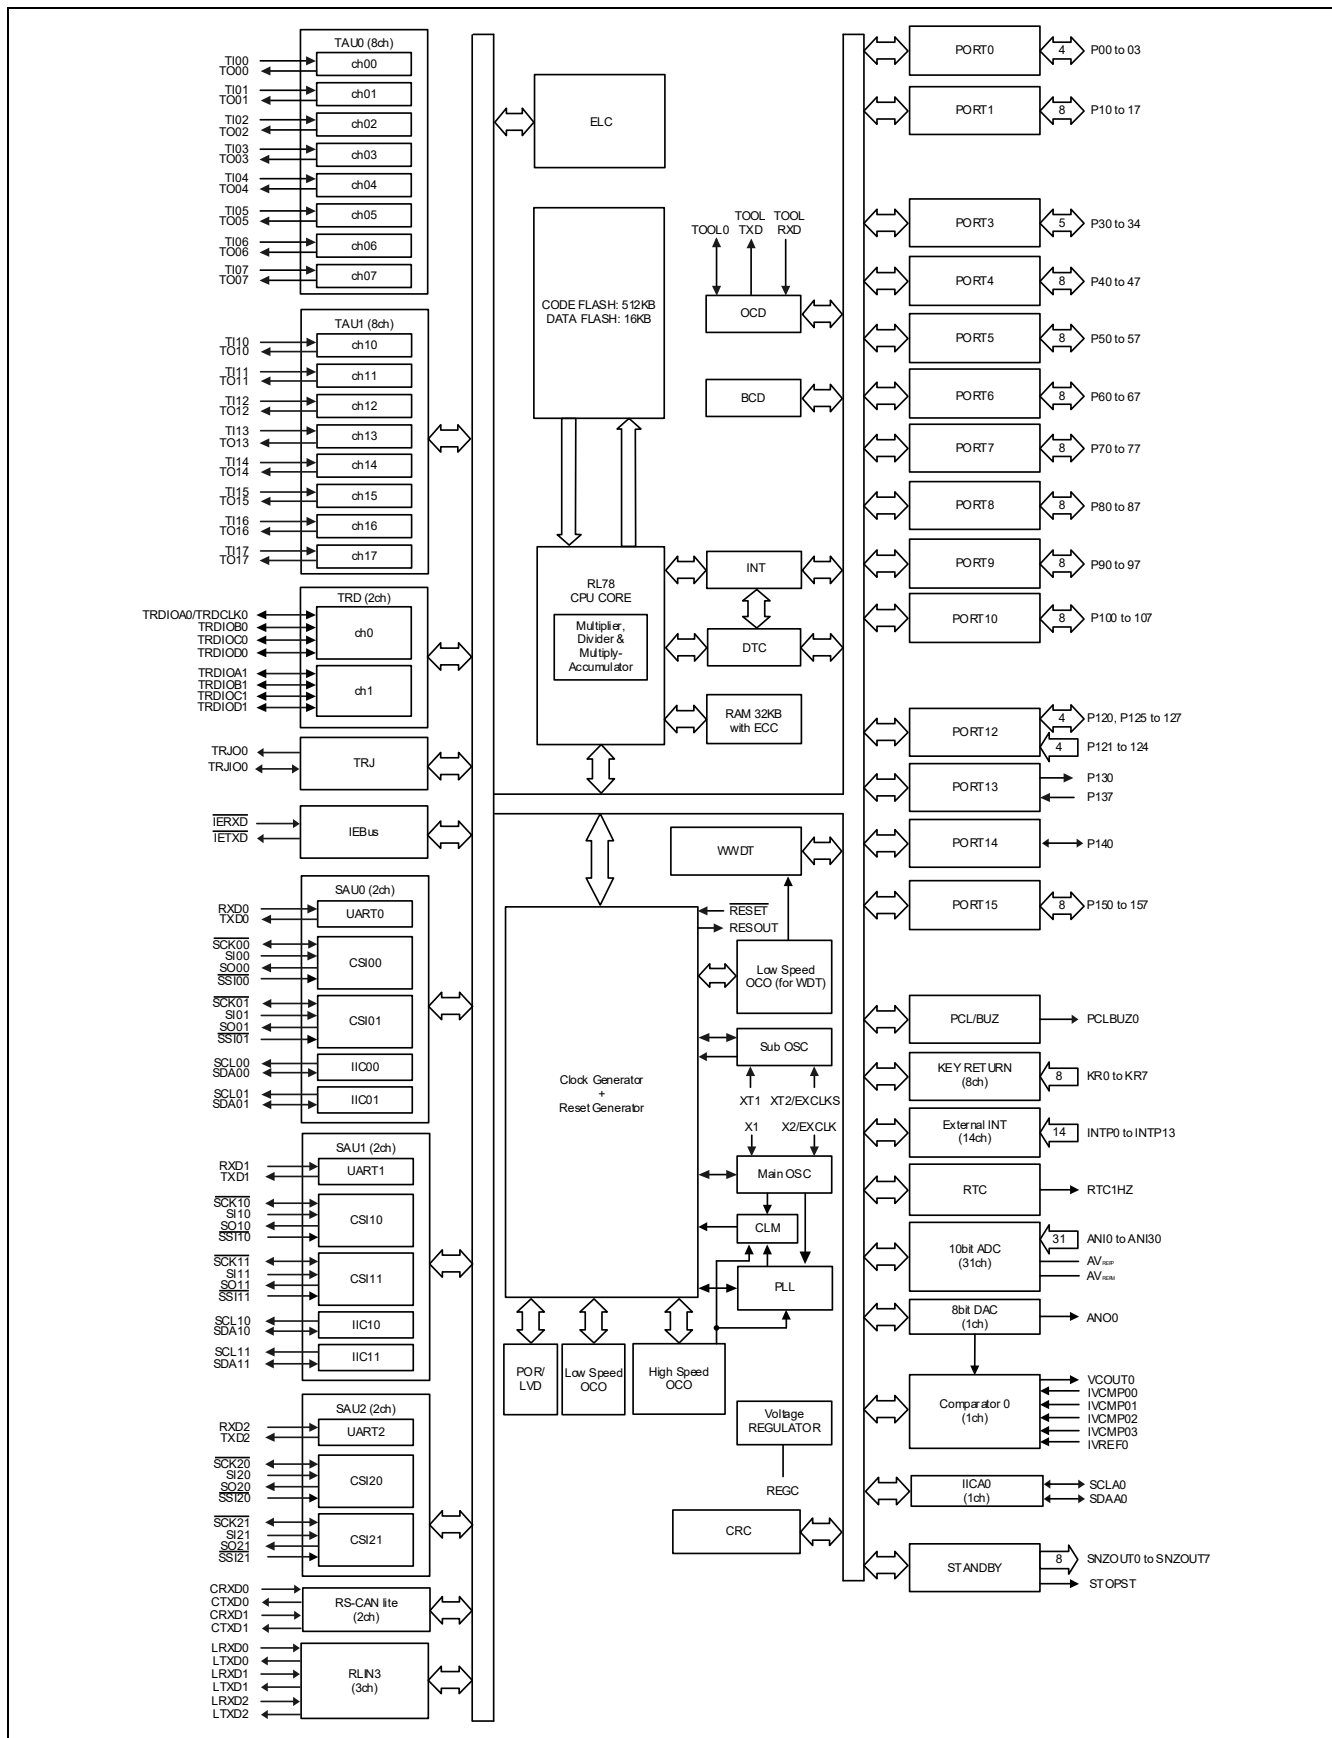 TAU0 (8ch)
TI00
TO00
ch00
TI01
TO01
ch01
TI02
TO02
ch02
TI03
TO03
ch03
TI04
TO04
ch04
TI05
TO05
ch05
TI06
TO06
ch06
TI07
TO07
ch07
TAU1 (8ch)
TI10
TO10
ch10
TI11
TO11
ch11
TI12
TO12
ch12
TI13
TO13
ch13
TI14
TO14
ch14
TI15
TO15
ch15
TI16
TO16
ch16
TI17
TO17
ch17
TRD (2ch)
TRDIOA0/TRDCLK0
TRDIOB0
TRDIOC0
TRDIOD0
ch0
TRDIOA1
TRDIOB1
TRDIOC1
TRDIOD1
ch1
TRJO0
TRJIO0
TRJ
IERXD
IETXD
IEBus
SAU0 (2ch)
RXD0
TXD0
UART0
SCK00
SI00
SO00
SSI00
CSI00
SCK01
SI01
SO01
SSI01
CSI01
SCL00
SDA00
IIC00
SCL01
SDA01
IIC01
SAU1 (2ch)
RXD1
TXD1
UART1
SCK10
SI10
SO10
SSI10
CSI10
SCK11
SI11
SO11
SSI11
CSI11
SCL10
SDA10
IIC10
SCL11
SDA11
IIC11
SAU2 (2ch)
RXD2
TXD2
UART2
SCK20
SI20
SO20
SSI20
CSI20
SCK21
SI21
SO21
SSI21
CSI21
CRXD0
CTXD0
CRXD1
CTXD1
RS-CAN lite
(2ch)
LRXD0
LTXD0
LRXD1
LTXD1
LRXD2
LTXD2
RLIN3
(3ch)
ELC
CODE FLASH: 512KB
DATA FLASH: 16KB
TOOL0
TOOL
TXD
TOOL
RXD
OCD
BCD
RL78
CPU CORE
Multiplier,
Divider &
Multiply-
Accumulator
INT
DTC
RAM 32KB
with ECC
WWDT
Clock Generator
+
Reset Generator
RESET
RESOUT
Low Speed
OCO (for WDT)
Sub OSC
XT1
XT2/EXCLKS
X1
X2/EXCLK
Main OSC
CLM
PLL
POR/
LVD
Low Speed
OCO
High Speed
OCO
Voltage
REGULATOR
REGC
CRC
PORT0
4
P00 to 03
PORT1
8
P10 to 17
PORT3
5
P30 to 34
PORT4
8
P40 to 47
PORT5
8
P50 to 57
PORT6
8
P60 to 67
PORT7
8
P70 to 77
PORT8
8
P80 to 87
PORT9
8
P90 to 97
PORT10
8
P100 to 107
PORT12
4
P120, P125 to 127
4
P121 to 124
PORT13
P130
P137
PORT14
P140
PORT15
8
P150 to 157
PCL/BUZ
PCLBUZ0
KEY RETURN
(8ch)
8
KR0 to KR7
External INT
(14ch)
14
INTP0 to INTP13
RTC
RTC1HZ
10bit ADC
(31ch)
31
ANI0 to ANI30
AVREFP
AVREFM
8bit DAC
(1ch)
ANO0
Comparator 0
(1ch)
VCOUT0
IVCMP00
IVCMP01
IVCMP02
IVCMP03
IVREF0
IICA0
(1ch)
SCLA0
SDAA0
STANDBY
8
SNZOUT0 to SNZOUT7
STOPST